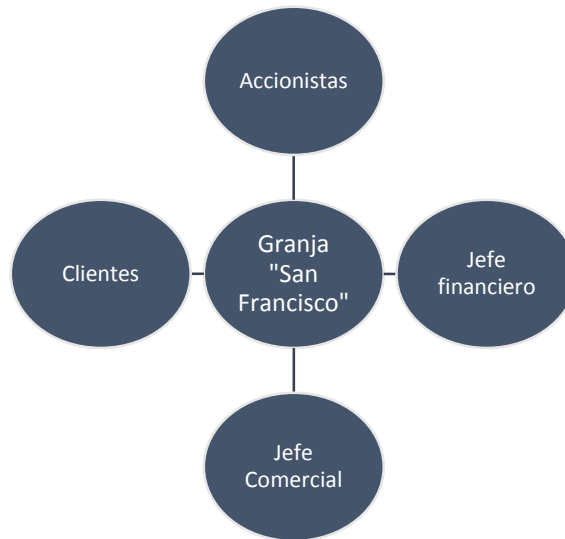 Accionistas
Clientes
Granja
"San
Francisco"
Jefe
financiero
Jefe
Comercial